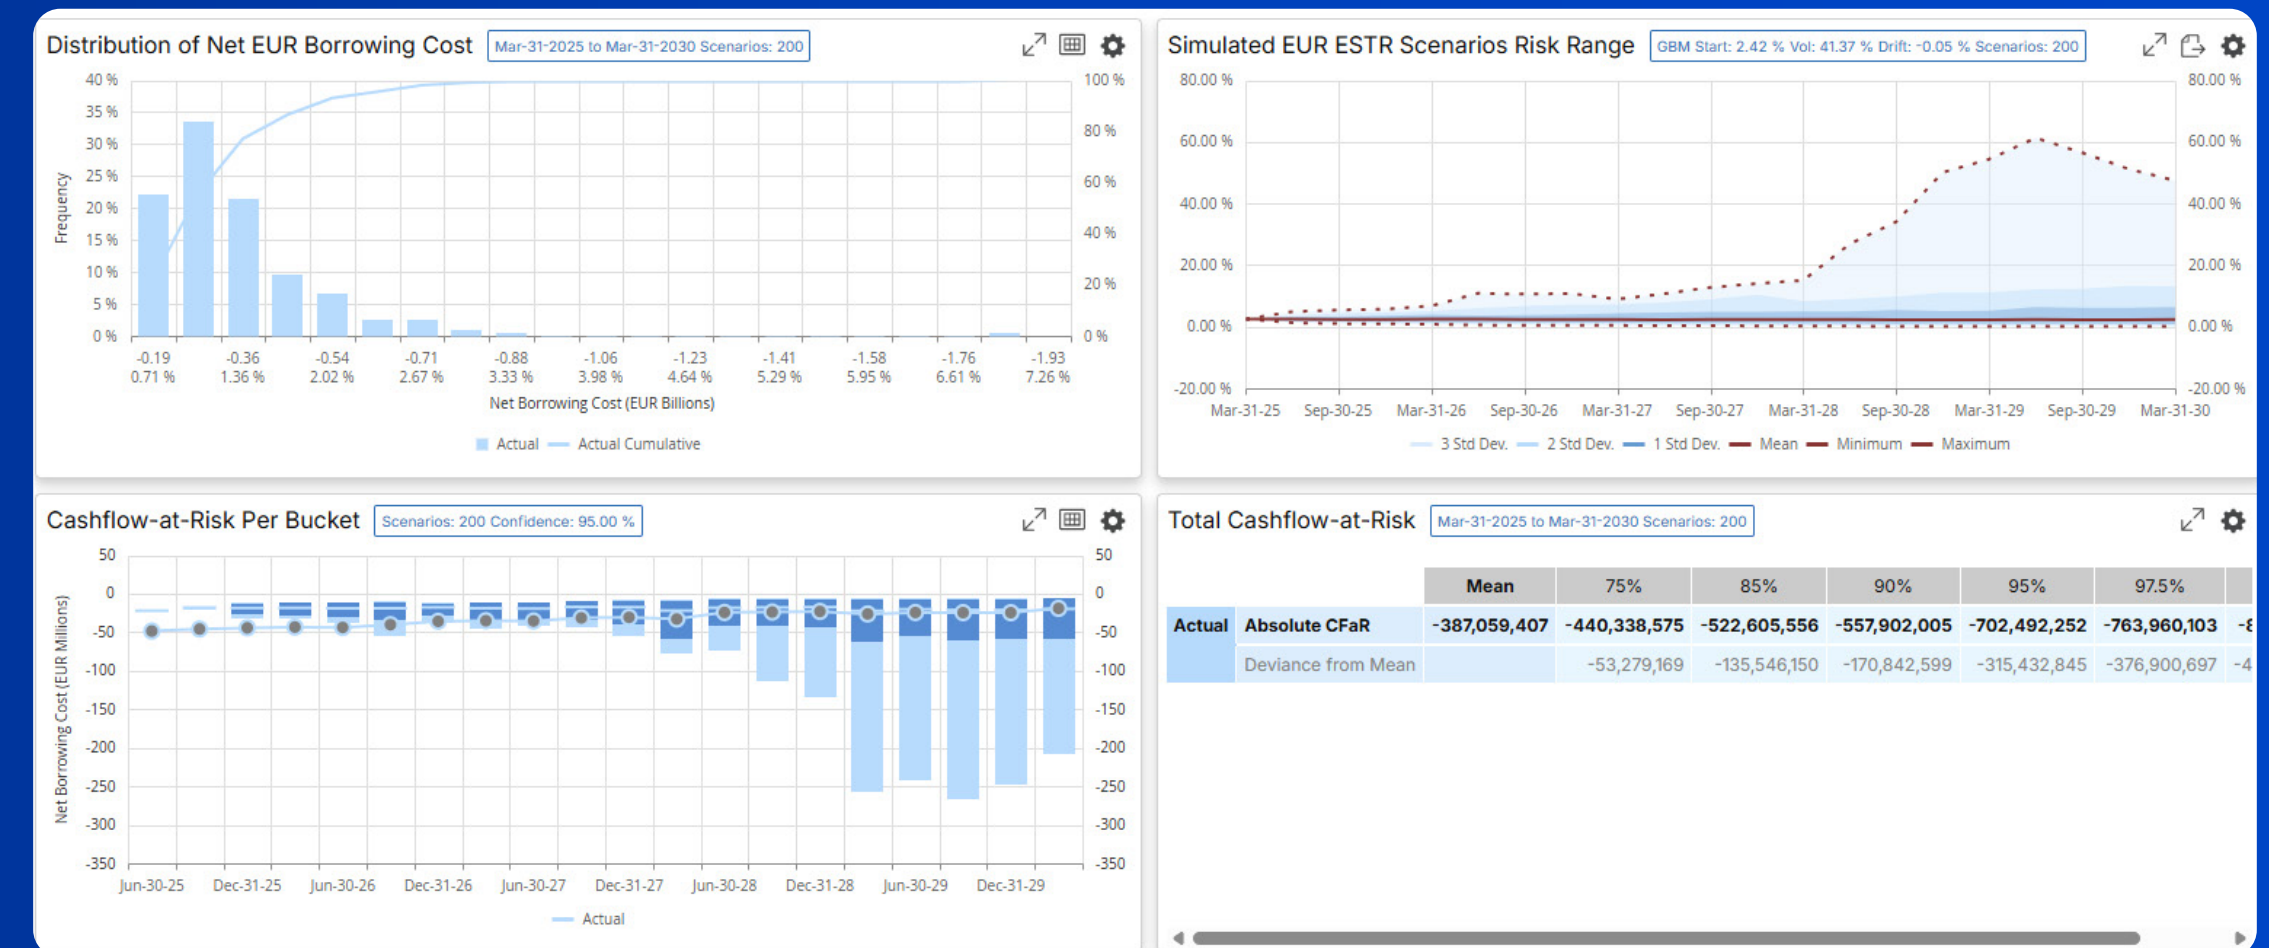 Distribution of Net EUR Borrowing Cost
Mar-31-2025 to Mar-31-2030 Scenarios: 200
40 %
35 %
30 %
25 %
20 %
15 %
10 %
5 %
0 %
Frequency
100 %
80 %
60 %
40 %
20 %
0 %
-0.19 -0.36 -0.54 -0.71 -0.88 -1.06 -1.23 -1.41 -1.58 -1.76 -1.93
0.71 % 1.36 % 2.02 % 2.67 % 3.33 % 3.98 % 4.64 % 5.29 % 5.95 % 6.61 % 7.26 %
Net Borrowing Cost (EUR Billions)
Actual Actual Cumulative
Simulated EUR ESTR Scenarios Risk Range
GBM Start: 2.42 % Vol: 41.37 % Drift: -0.05 % Scenarios: 200
80.00 %
60.00 %
40.00 %
20.00 %
0.00 %
-20.00 %
80.00 %
60.00 %
40.00 %
20.00 %
0.00 %
-20.00 %
Mar-31-25 Sep-30-25 Mar-31-26 Sep-30-26 Mar-31-27 Sep-30-27 Mar-31-28 Sep-30-28 Mar-31-29 Sep-30-29 Mar-31-30
3 Std Dev. 2 Std Dev. 1 Std Dev. Mean Minimum Maximum
Cashflow-at-Risk Per Bucket
Scenarios: 200 Confidence: 95.00 %
50
0
-50
-100
-150
-200
-250
-300
-350
Net Borrowing Cost (EUR Millions)
50
0
-50
-100
-150
-200
-250
-300
-350
Jun-30-25 Dec-31-25 Jun-30-26 Dec-31-26 Jun-30-27 Dec-31-27 Jun-30-28 Dec-31-28 Jun-30-29 Dec-31-29
Actual
Total Cashflow-at-Risk
Mar-31-2025 to Mar-31-2030 Scenarios: 200
Mean 75% 85% 90% 95% 97.5%
Actual Absolute CFaR -387,059,407 -440,338,575 -522,605,556 -557,902,005 -702,492,252 -763,960,103
Deviance from Mean -53,279,169 -135,546,150 -170,842,599 -315,432,845 -376,900,697 -4